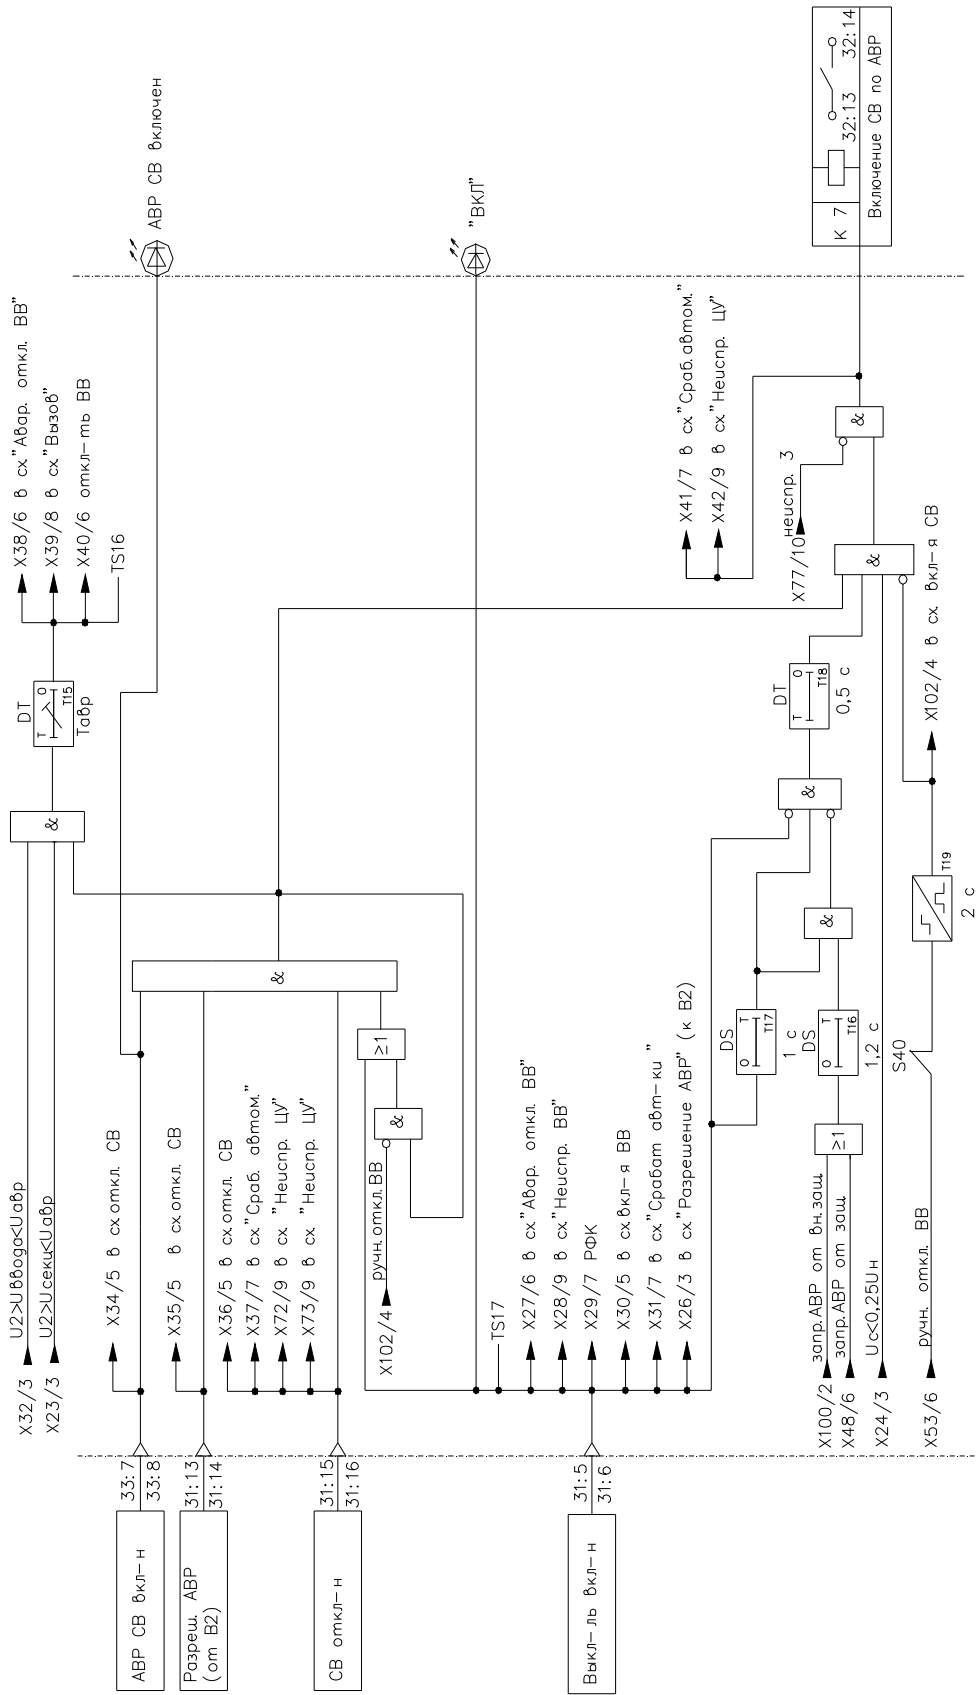 U2>Uввода<Uавр
X32/3
U2>Uсекц<Uавр
X23/3
&
DT
T O
T15
Tавр
X38/6 в сх."Авар. откл. ВВ"
X39/8 в сх."Вызов"
X40/6 откл-ть ВВ
TS16
АВР СВ вкл-н
33:7
33:8
X34/5 в сх.откл. СВ
АВР СВ включен
Разреш. АВР
(от В2)
31:13
31:14
X35/5 в сх.откл. СВ
&
СВ откл-н
31:15
31:16
X36/5 в сх.откл. СВ
X37/7 в сх."Сраб. автом."
X72/9 в сх. "Неиспр. ЦУ"
X73/9 в сх. "Неиспр. ЦУ"
X102/4
ручн.откл.ВВ
&
≥1
"ВКЛ"
Выкл-ль вкл-н
31:5
31:6
TS17
X27/6 в сх."Авар. откл. ВВ"
X28/9 в сх."Неиспр. ВВ"
X29/7 РФК
X30/5 в сх.вкл-я ВВ
X31/7 в сх."Срабат авт-ки "
X26/3 в сх."Разрешение АВР" (к В2)
DS
O T
T17
1 с
X100/2
запр.АВР от вн.защ
X48/6
запр.АВР от защ.
≥1
DS
O T
T16
1,2 с
&
&
DT
T O
T18
0,5 с
X24/3
Uс<0,25Uн
X53/6
ручн. откл. ВВ
S40
T19
2 с
X102/4 в сх. вкл-я СВ
&
X77/10
неиспр. 3
&
X41/7 в сх."Сраб.автом."
X42/9 в сх."Неиспр. ЦУ"
K 7
32:13
32:14
Включение СВ по АВР